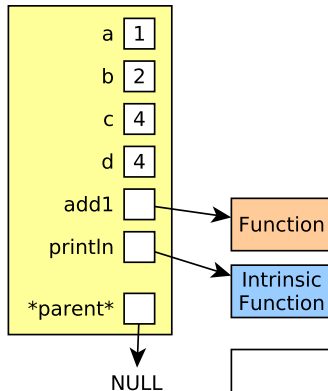 a 1
b 2
c 4
d 4
add1
Function
println
Intrinsic
Function
*parent*
NULL